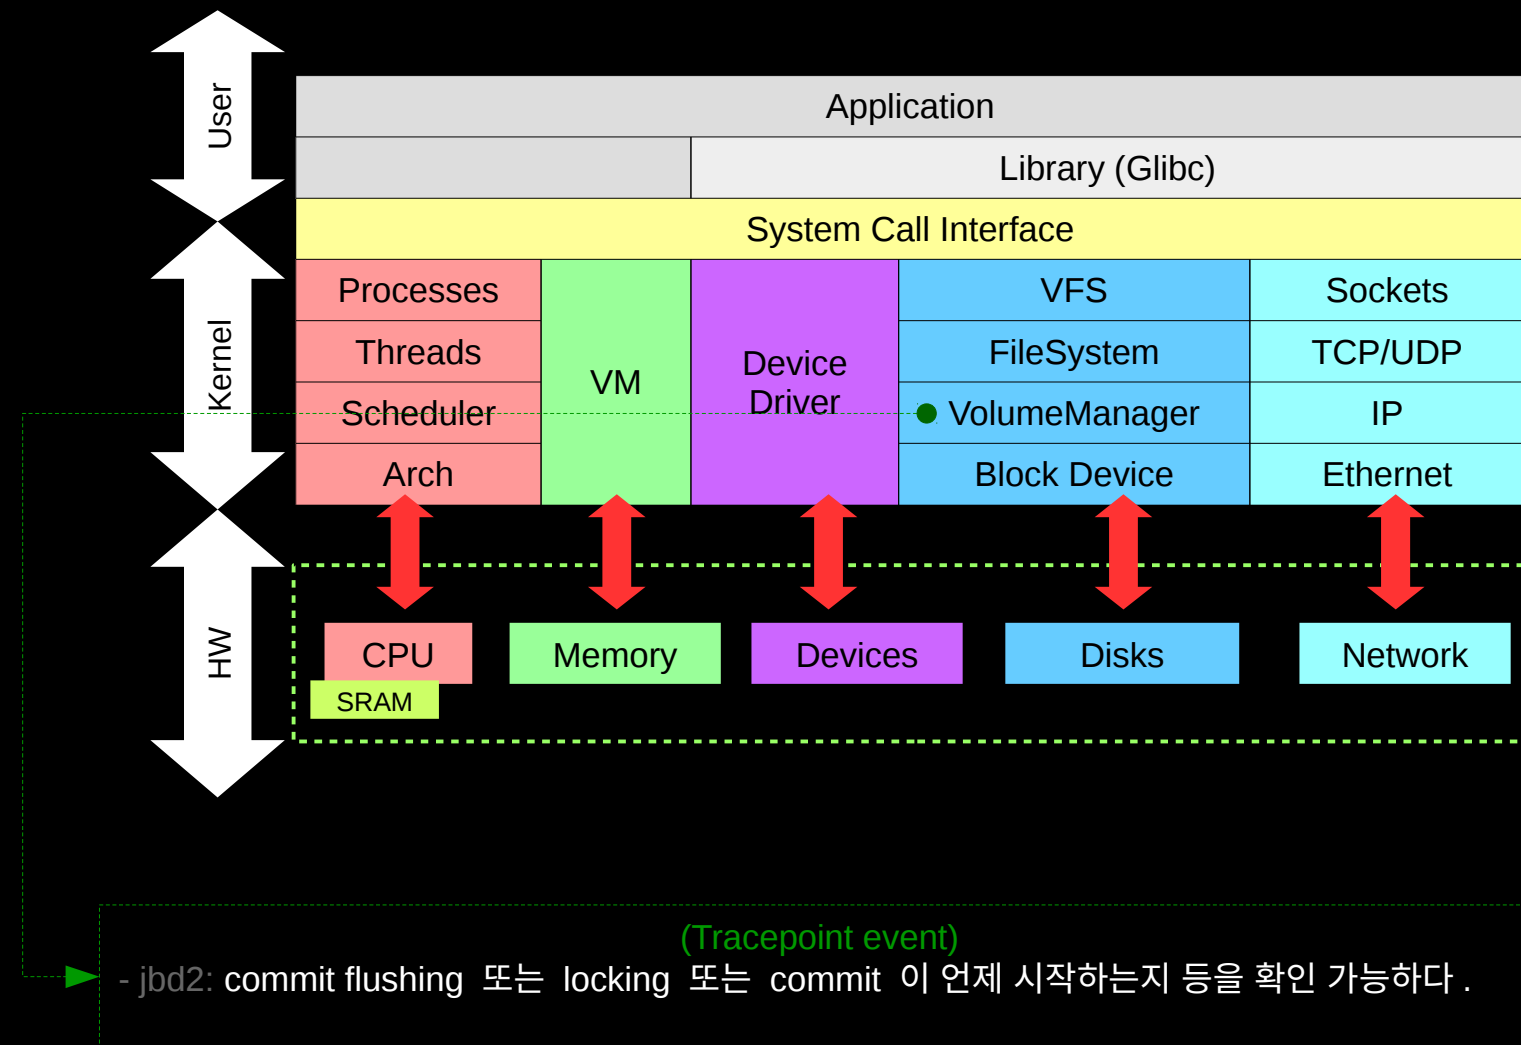 User
Application
Library (Glibc)
System Call Interface
Kernel
Processes
Threads
Scheduler
Arch
VM
Device
Driver
VFS
FileSystem
VolumeManager
Block Device
Sockets
TCP/UDP
IP
Ethernet
HW
CPU
SRAM
Memory
Devices
Disks
Network
(Tracepoint event)
- jbd2: commit flushing 또는 locking 또는 commit 이 언제 시작하는지 등을 확인 가능하다 .